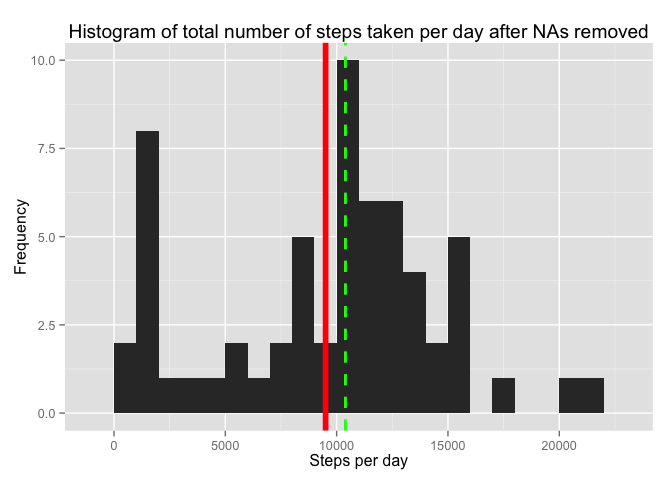 Histogram of total number of steps taken per day after NAs removed
10.0
7.5
5.0
2.5
0.0
Frequency
0 5000 10000 15000 20000
Steps per day